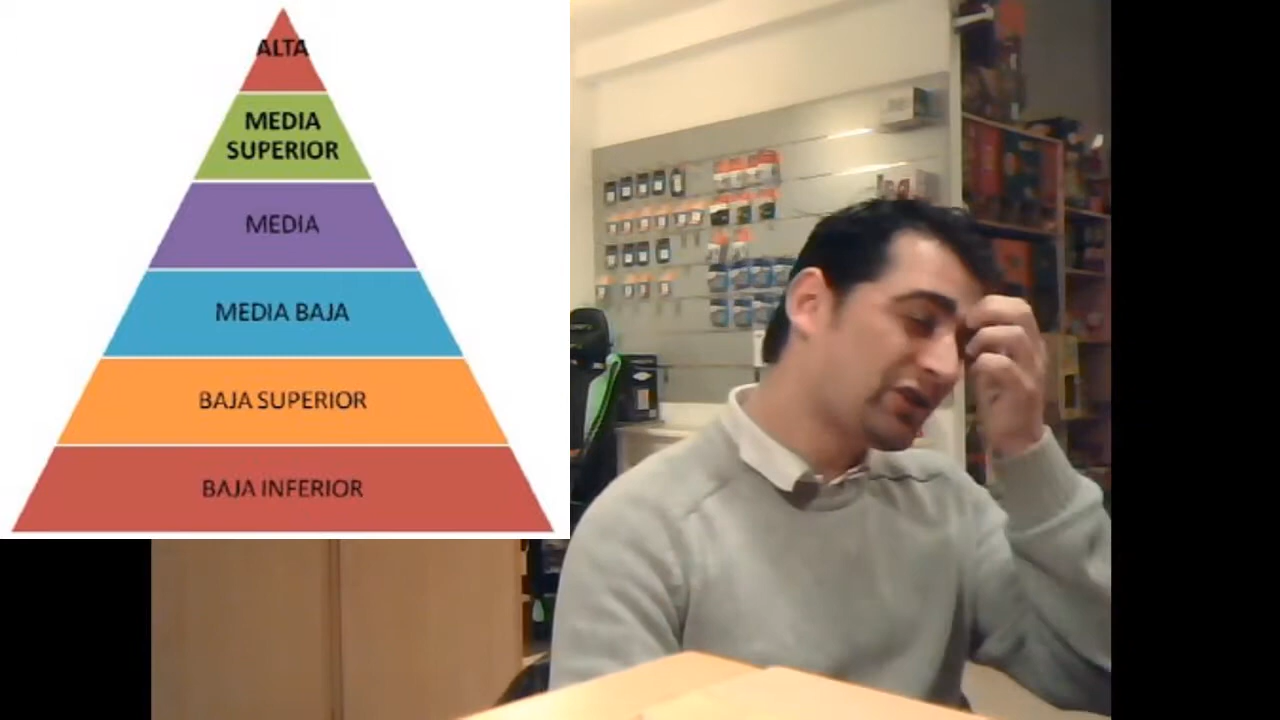 ALTA
MEDIA
SUPERIOR
MEDIA
MEDIA BAJA
BAJA SUPERIOR
BAJA INFERIOR